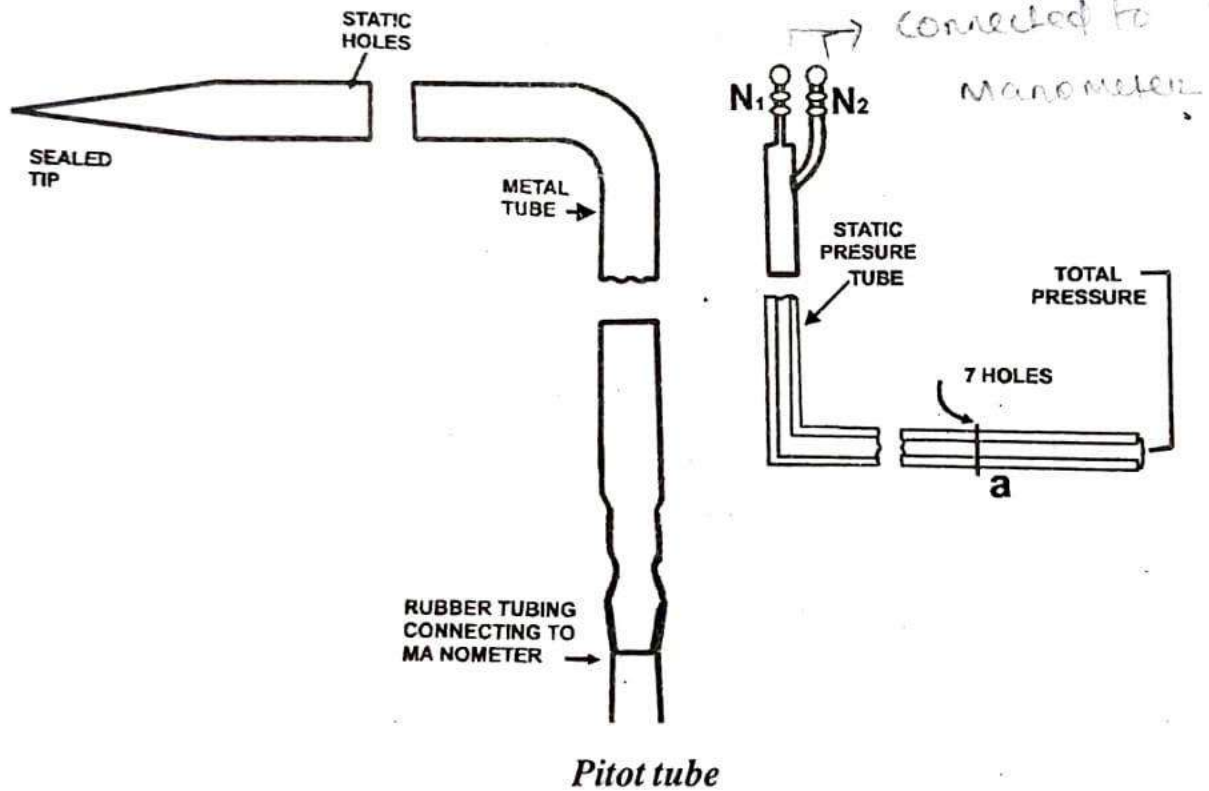 STATIC
HOLES
connected to
Manometer
N1
N2
SEALED
TIP
METAL
TUBE
STATIC
PRESURE
TUBE
TOTAL
PRESSURE
7 HOLES
a
RUBBER TUBING
CONNECTING TO
MA NOMETER
Pitot tube